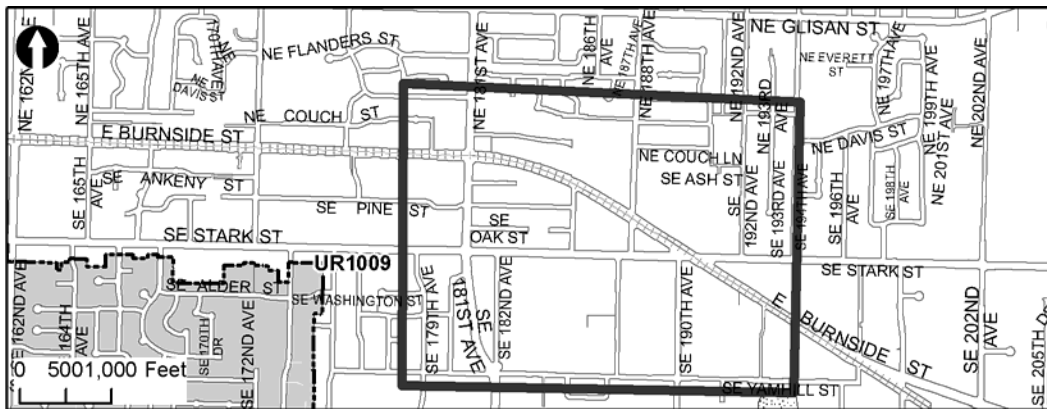 NE 162N
NE 165TH AVE
170TH AVE
NE
NE DAVIS ST
NE FLANDERS ST
NE 181ST AVE
NE 186TH AVE
NE 187TH AVE
NE 188TH AVE
NE 192ND AVE
NE 193RD AVE
NE GLISAN ST
NE EVERETT ST
NE 197TH AVE
NE 199TH AVE
NE 202ND AVE
NE 201ST AVE
NE COUCH ST
E BURNSIDE ST
NE DAVIS ST
NE COUCH LN
SE ASH ST
SE ANKENY ST
SE 165TH AVE
SE PINE ST
SE OAK ST
SE 192ND AVE
SE 193RD AVE
SE 194TH AVE
SE 196TH AVE
SE 198TH AVE
SE STARK ST
SE STARK ST
UR1009
SE ALDER ST
SE WASHINGTON ST
SE 162ND AVE
164TH AVE
SE 170TH DR
SE 172ND AVE
SE 179TH AVE
SE 181ST AVE
SE 182ND AVE
SE 190TH AVE
E BURNSIDE ST
SE 202ND AVE
SE 205TH
SE YAMHILL ST
0 5001,000 Feet